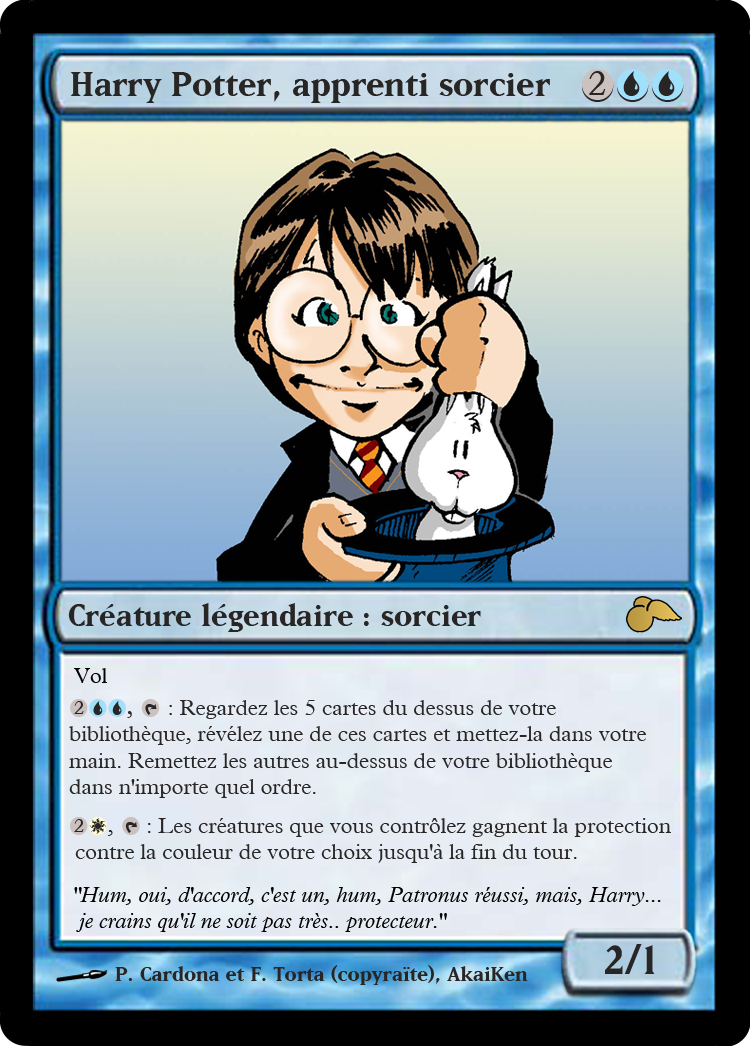 Harry Potter, apprenti sorcier 2
Créature légendaire : sorcier
Vol
2, : Regardez les 5 cartes du dessus de votre
bibliothèque, révélez une de ces cartes et mettez-la dans votre
main. Remettez les autres au-dessus de votre bibliothèque
dans n'importe quel ordre.
2, : Les créatures que vous contrôlez gagnent la protection
contre la couleur de votre choix jusqu'à la fin du tour.
"Hum, oui, d'accord, c'est un, hum, Patronus réussi, mais, Harry...
je crains qu'il ne soit pas très.. protecteur."
2/1
P. Cardona et F. Torta (copyraïte), AkaiKen